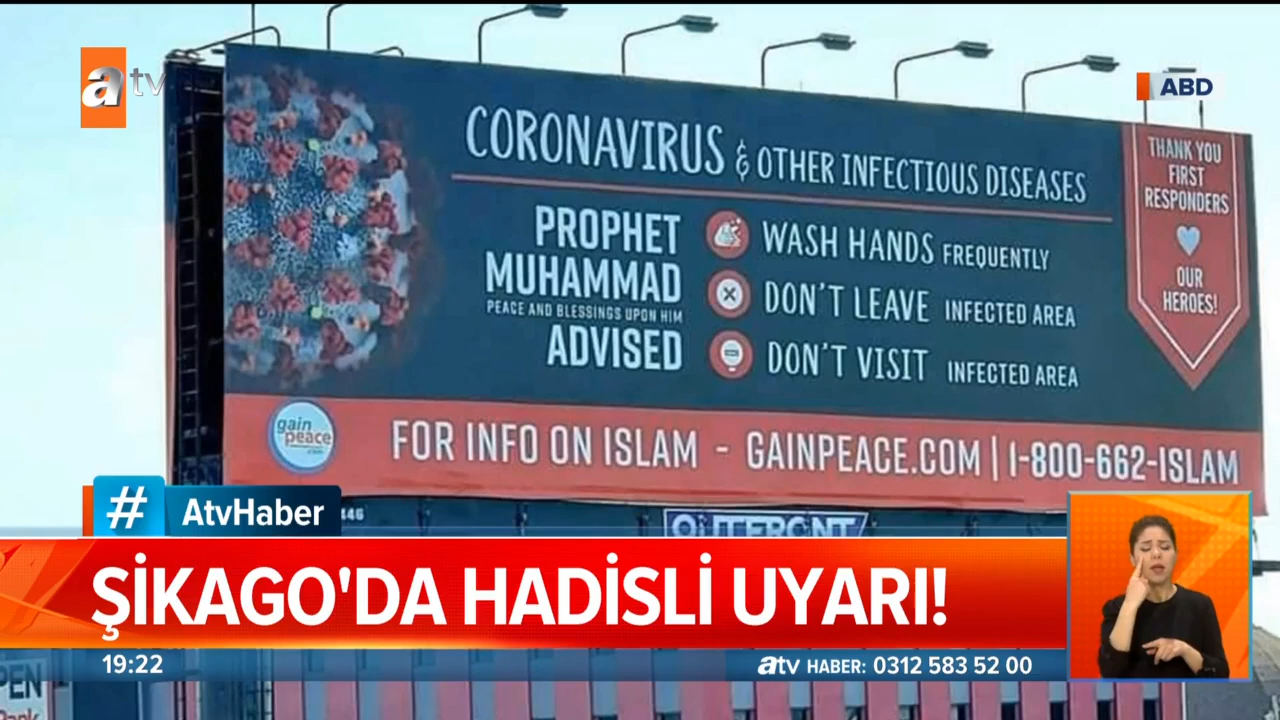 atv
ABD
CORONAVIRUS & OTHER INFECTIOUS DISEASES
PROPHET
MUHAMMAD
PEACE AND BLESSINGS UPON HIM
ADVISED
WASH HANDS FREQUENTLY
DON'T LEAVE INFECTED AREA
DON'T VISIT INFECTED AREA
THANK YOU
FIRST
RESPONDERS
OUR
HEROES!
gain
peace
FOR INFO ON ISLAM - GAINPEACE.COM | 1-800-662-ISLAM
446
OUTFRONT
# AtvHaber
ŞİKAGO'DA HADİSLİ UYARI!
19:22
atv HABER: 0312 583 52 00